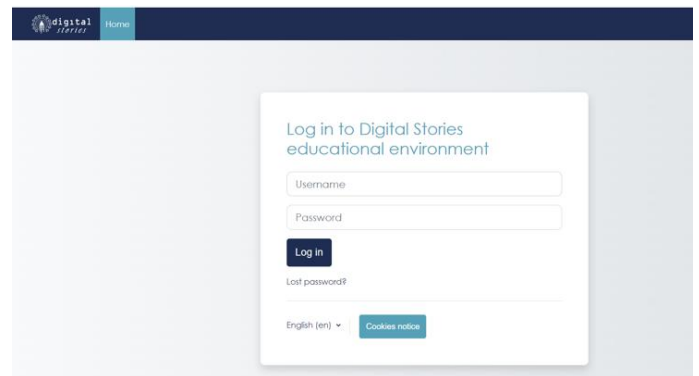 digital
stories
Home
Log in to Digital Stories
educational environment
Username
Password
Log in
Lost password?
English (en)
Cookies notice